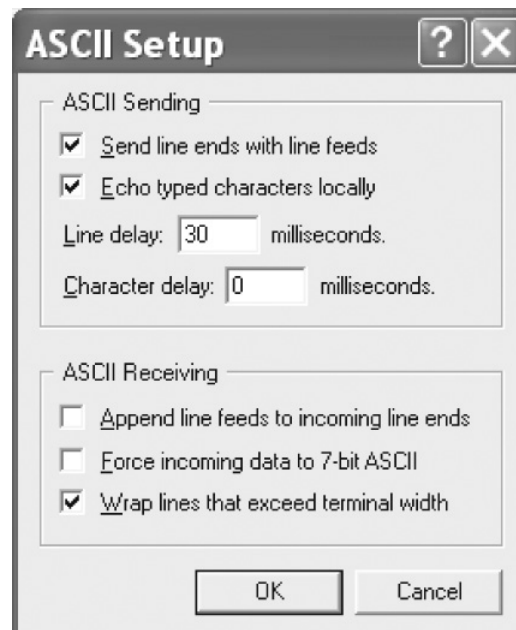 ASCII Setup
ASCII Sending
Send line ends with line feeds
Echo typed characters locally
Line delay: 30 milliseconds.
Character delay: 0 milliseconds.
ASCII Receiving
Append line feeds to incoming line ends
Force incoming data to 7-bit ASCII
Wrap lines that exceed terminal width
OK Cancel